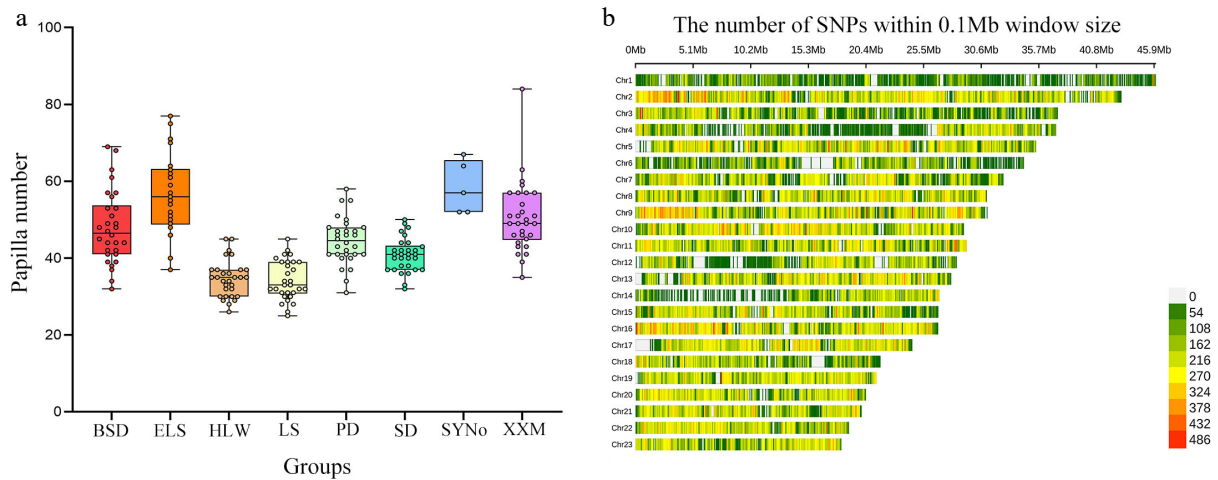 a
100
80
60
40
20
0
Papilla number
BSD ELS HLW LS PD SD SYNo XXM
Groups
b
The number of SNPs within 0.1Mb window size
0Mb 5.1Mb 10.2Mb 15.3Mb 20.4Mb 25.5Mb 30.6Mb 35.7Mb 40.8Mb 45.9Mb
Chr1
Chr2
Chr3
Chr4
Chr5
Chr6
Chr7
Chr8
Chr9
Chr10
Chr11
Chr12
Chr13
Chr14
Chr15
Chr16
Chr17
Chr18
Chr19
Chr20
Chr21
Chr22
Chr23
0
54
108
162
216
270
324
378
432
486